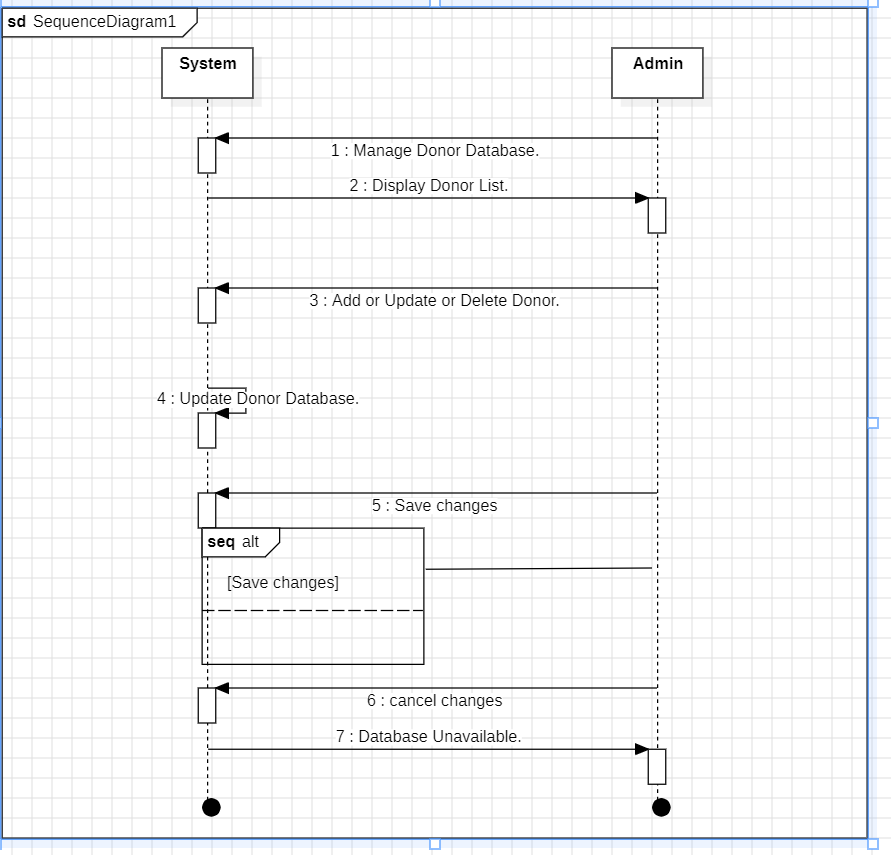 sd SequenceDiagram1
System
Admin
1 : Manage Donor Database.
2 : Display Donor List.
3 : Add or Update or Delete Donor.
4 : Update Donor Database.
5 : Save changes
seq alt
[Save changes]
6 : cancel changes
7 : Database Unavailable.